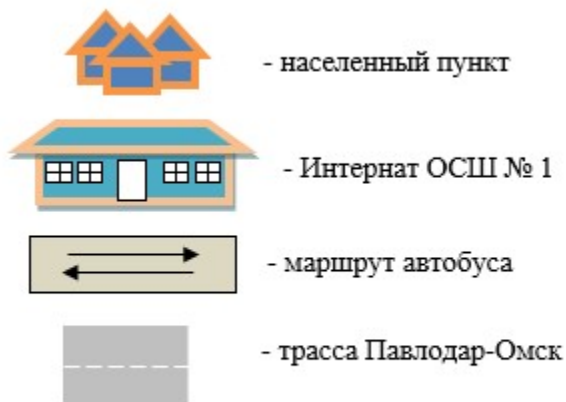 - населенный пункт
- Интернат ОСШ № 1
- маршрут автобуса
- трасса Павлодар-Омск